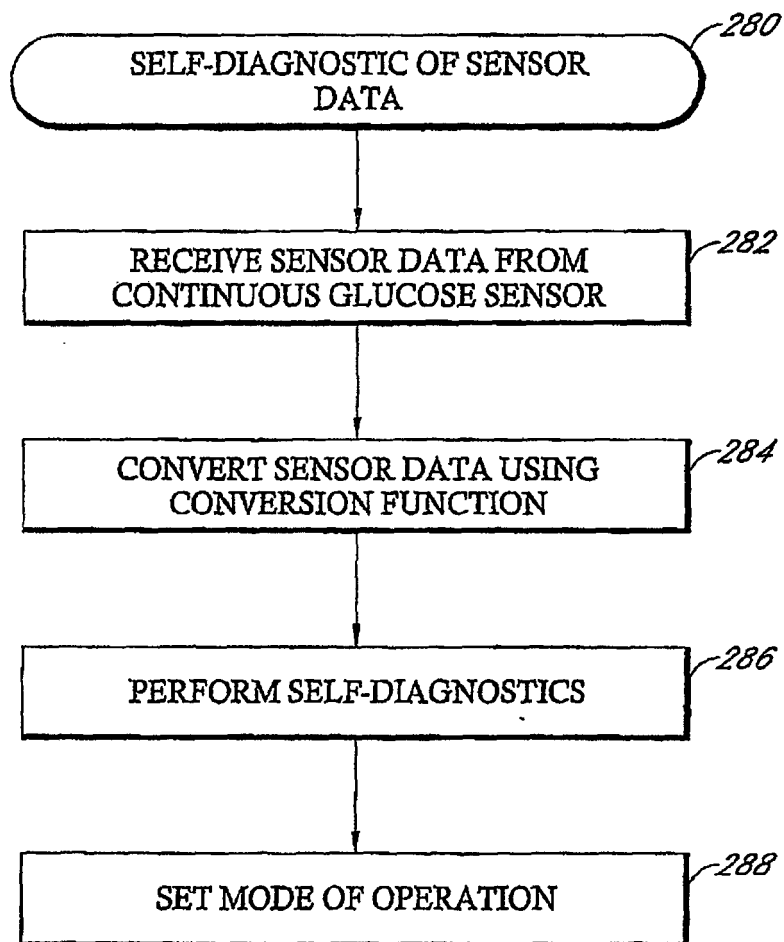 280
SELF-DIAGNOSTIC OF SENSOR
DATA
282
RECEIVE SENSOR DATA FROM
CONTINUOUS GLUCOSE SENSOR
284
CONVERT SENSOR DATA USING
CONVERSION FUNCTION
286
PERFORM SELF-DIAGNOSTICS
288
SET MODE OF OPERATION